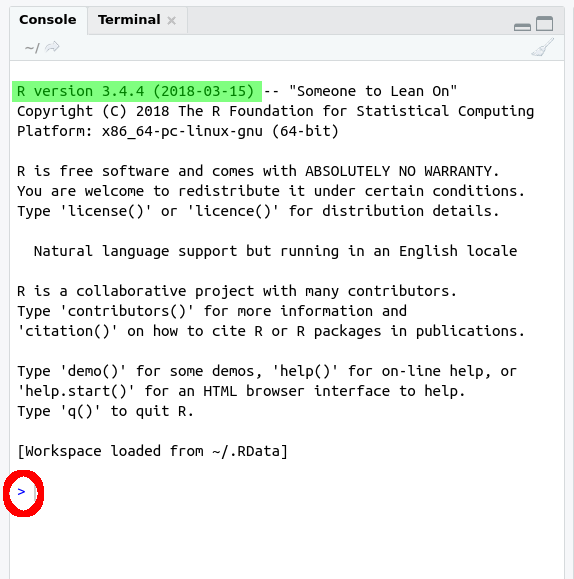 Console Terminal
~/
R version 3.4.4 (2018-03-15) -- "Someone to Lean On"
Copyright (C) 2018 The R Foundation for Statistical Computing
Platform: x86_64-pc-linux-gnu (64-bit)
R is free software and comes with ABSOLUTELY NO WARRANTY.
You are welcome to redistribute it under certain conditions.
Type 'license()' or 'licence()' for distribution details.
Natural language support but running in an English locale
R is a collaborative project with many contributors.
Type 'contributors()' for more information and
'citation()' on how to cite R or R packages in publications.
Type 'demo()' for some demos, 'help()' for on-line help, or
'help.start()' for an HTML browser interface to help.
Type 'q()' to quit R.
[Workspace loaded from ~/.RData]
>